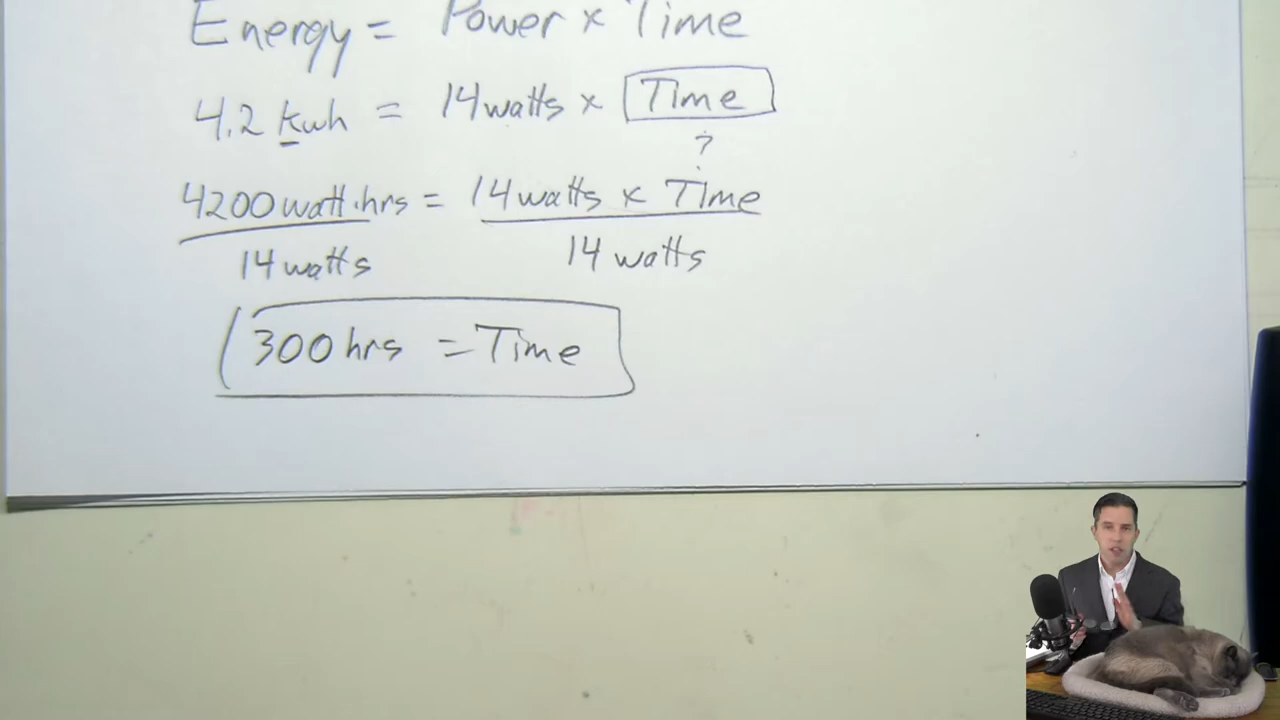 Energy = Power x Time
4.2 kwh = 14 watts x Time
?
4200 watt·hrs = 14 watts x Time
14 watts 14 watts
300 hrs = Time